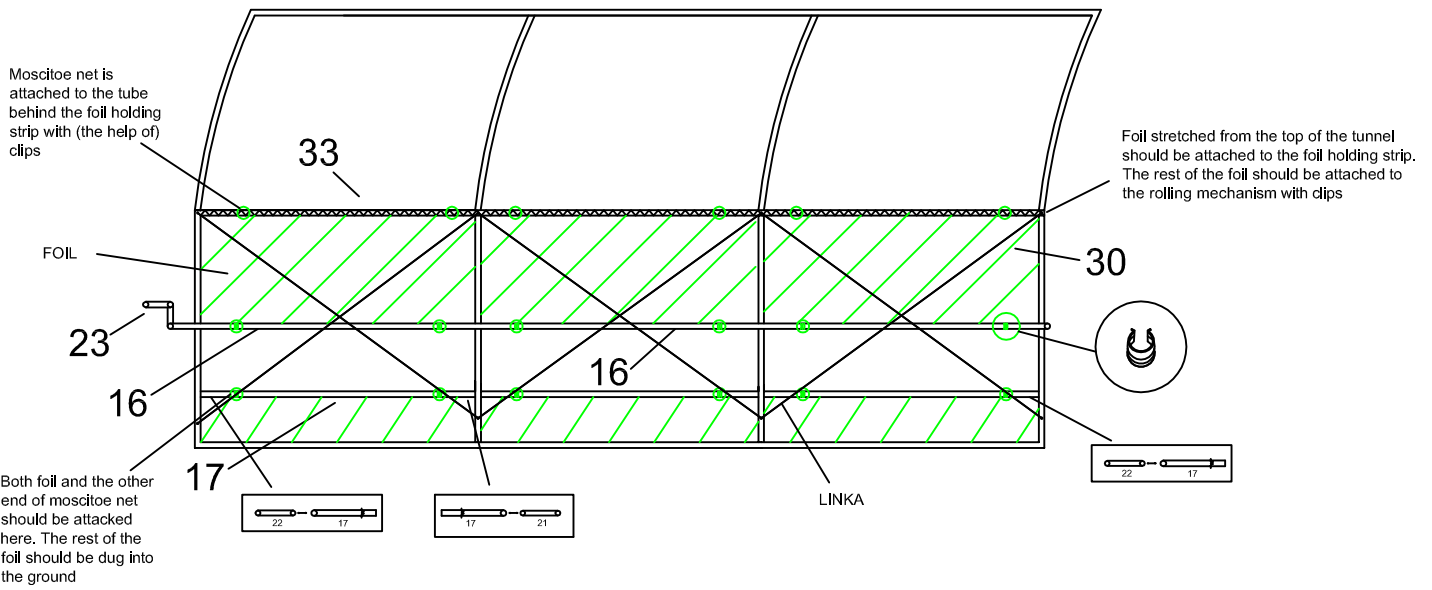 Moscitoe net is
attached to the tube
behind the foil holding
strip with (the help of)
clips
33
Foil stretched from the top of the tunnel
should be attached to the foil holding strip.
The rest of the foil should be attached to
the rolling mechanism with clips
FOIL
30
23
16
16
17
Both foil and the other
end of moscitoe net
should be attacked
here. The rest of the
foil should be dug into
the ground
22
17
17
21
LINKA
22
17